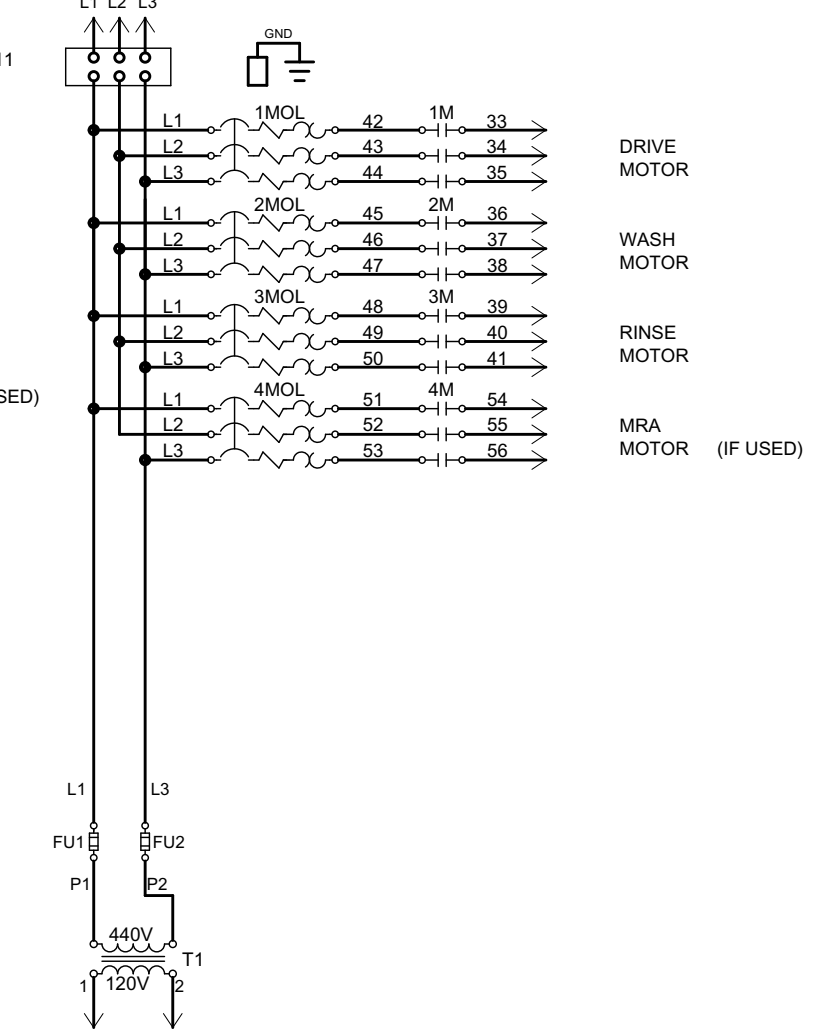 L1 L2 L3
GND
11
L1 1MOL 42 1M 33
L2 43 34 DRIVE
L3 44 35 MOTOR
L1 2MOL 45 2M 36
L2 46 37 WASH
L3 47 38 MOTOR
L1 3MOL 48 3M 39
L2 49 40 RINSE
L3 50 41 MOTOR
SED)
L1 4MOL 51 4M 54
L2 52 55 MRA
L3 53 56 MOTOR (IF USED)
L1 L3
FU1 FU2
P1 P2
440V
T1
1 120V 2